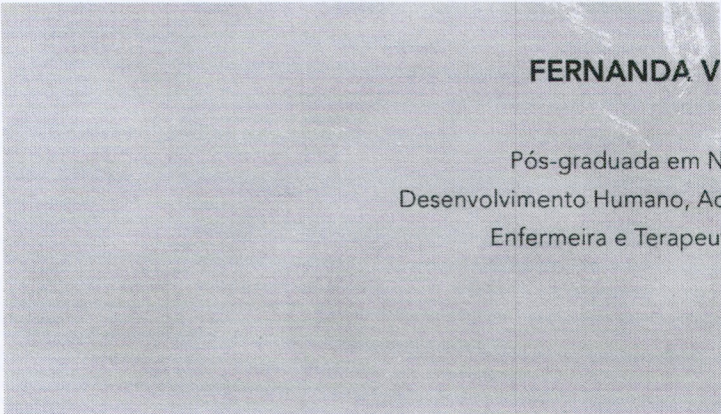 FERNANDA V
Pós-graduada em N
Desenvolvimento Humano, Ac
Enfermeira e Terapeu